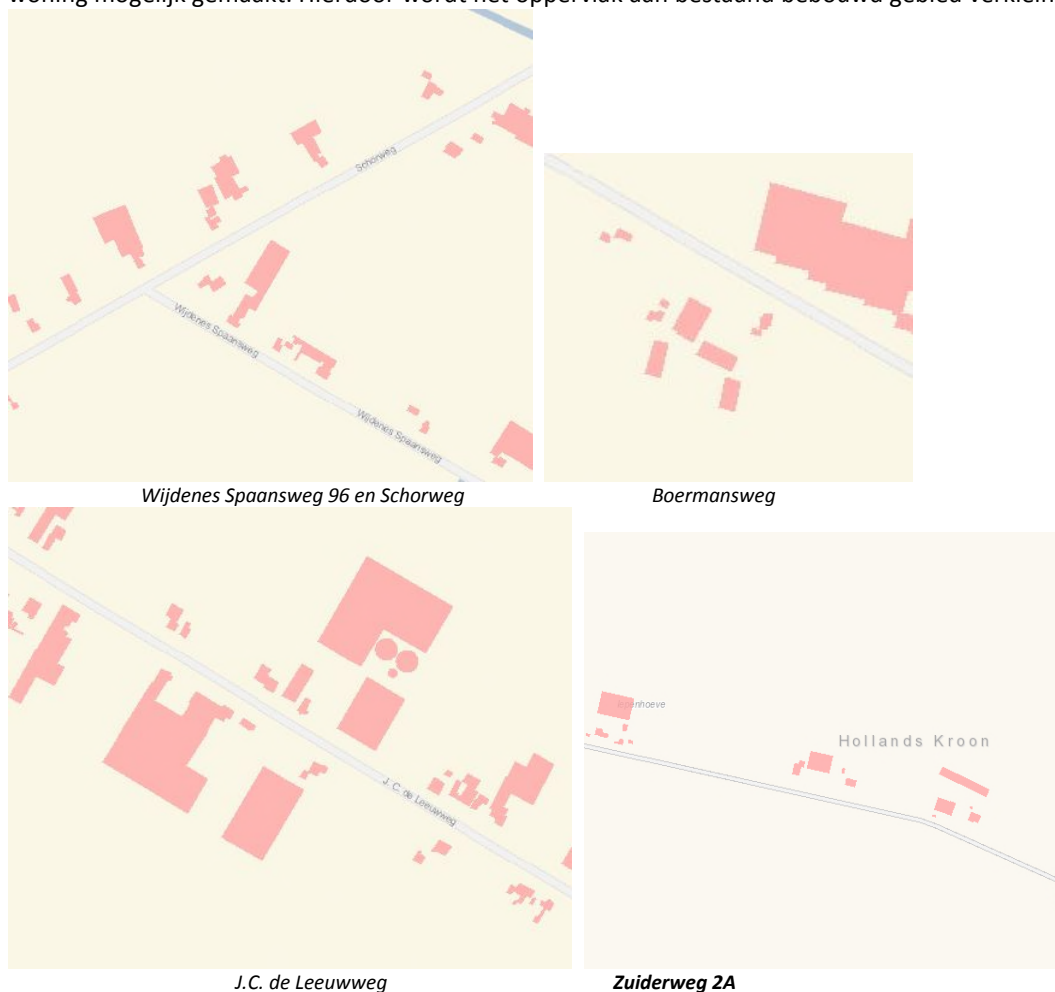 woning mogelijk gemaakt. Hierdoor wordt het oppervlak aan bestaand bebouwd gebied verklein
Schorweg
Wijdenes Spaansweg
Wijdenes Spaansweg
Wijdenes Spaansweg 96 en Schorweg
Boermansweg
J. C. de Leeuwweg
Hollands Kroon
J.C. de Leeuwweg
Zuiderweg 2A